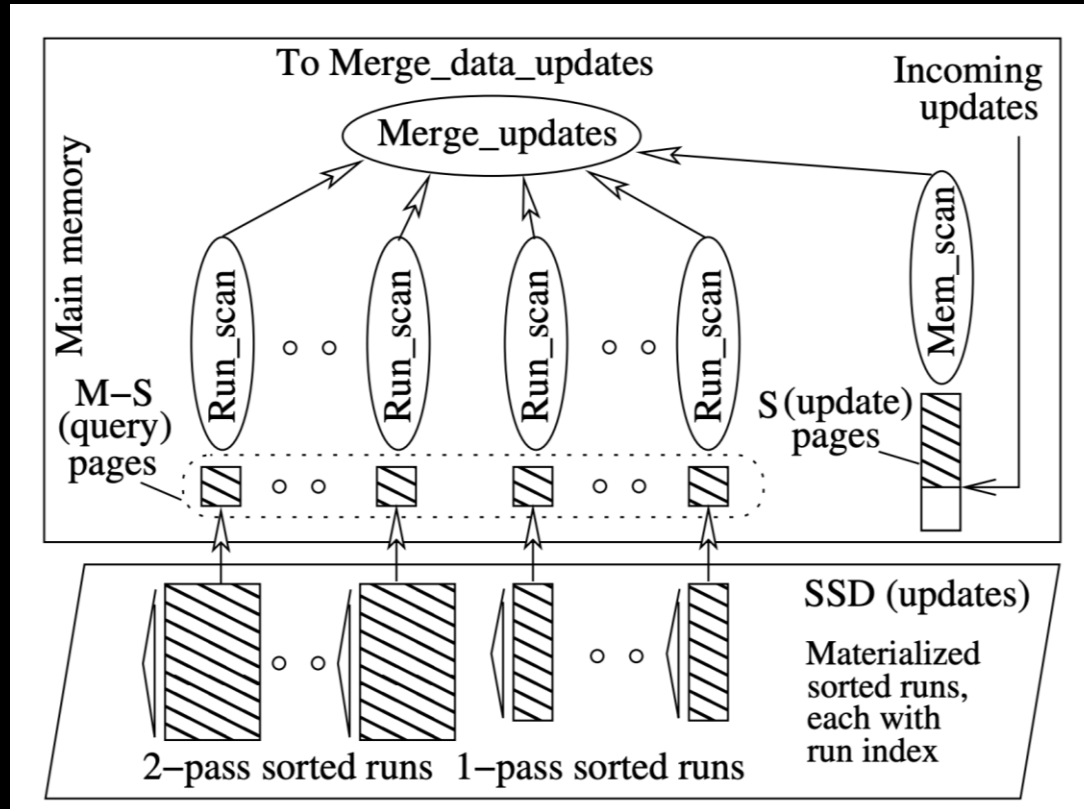 To Merge_data_updates
Incoming
updates
Merge_updates
Main memory
Run_scan
Run_scan
Run_scan
Run_scan
Mem_scan
M−S
(query)
pages
S (update)
pages
SSD (updates)
Materialized
sorted runs,
each with
run index
2−pass sorted runs
1−pass sorted runs